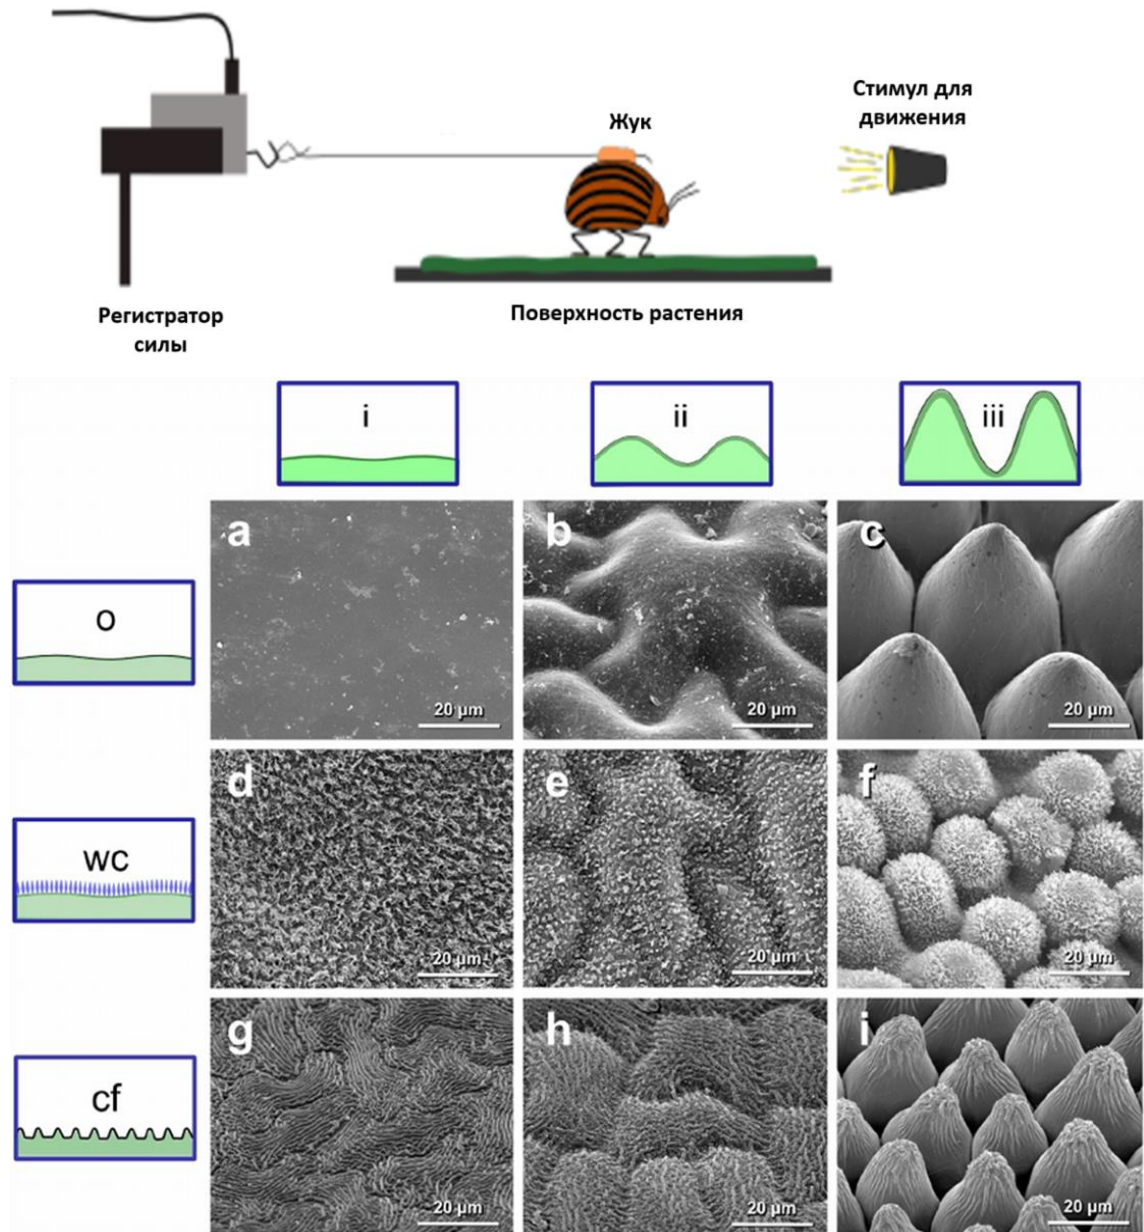 Стимул для
движения
Жук
Регистратор
силы
Поверхность растения
i
ii
iii
o
a
20 µm
b
20 µm
c
20 µm
wc
d
20 µm
e
20 µm
f
20 µm
cf
g
20 µm
h
20 µm
i
20 µm